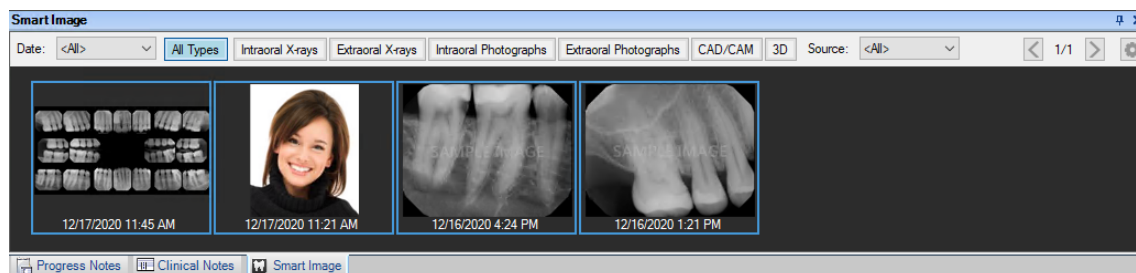 Smart Image
Date: <All> All Types Intraoral X-rays Extraoral X-rays Intraoral Photographs Extraoral Photographs CAD/CAM 3D Source: <All> 1/1
SAMPLE IMAGE SAMPLE IMAGE
12/17/2020 11:45 AM 12/17/2020 11:21 AM 12/16/2020 4:24 PM 12/16/2020 1:21 PM
Progress Notes Clinical Notes Smart Image